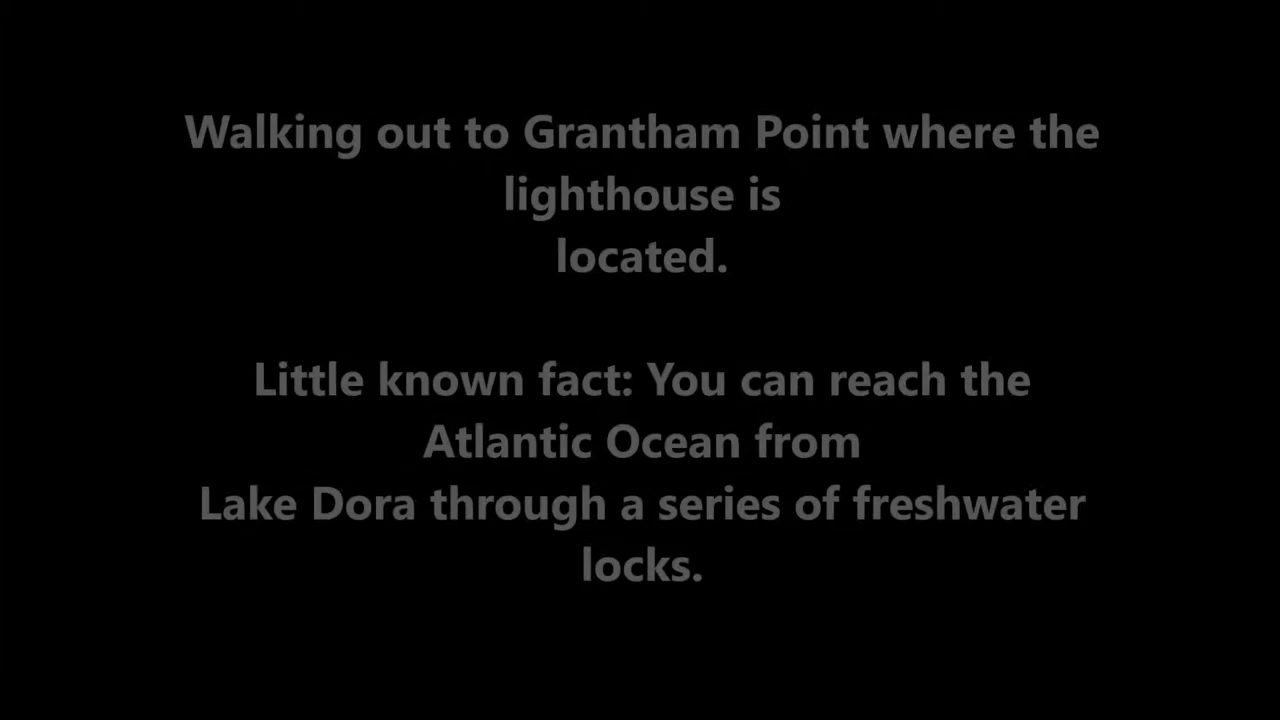 Walking out to Grantham Point where the
lighthouse is
located.
Little known fact: You can reach the
Atlantic Ocean from
Lake Dora through a series of freshwater
locks.